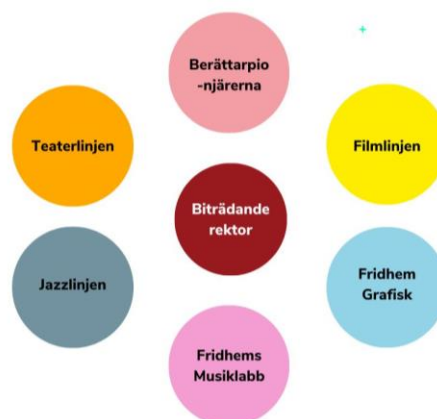 Berättarpio
-njärerna
Teaterlinjen
Filmlinjen
Biträdande
rektor
Jazzlinjen
Fridhem
Grafisk
Fridhems
Musiklabb